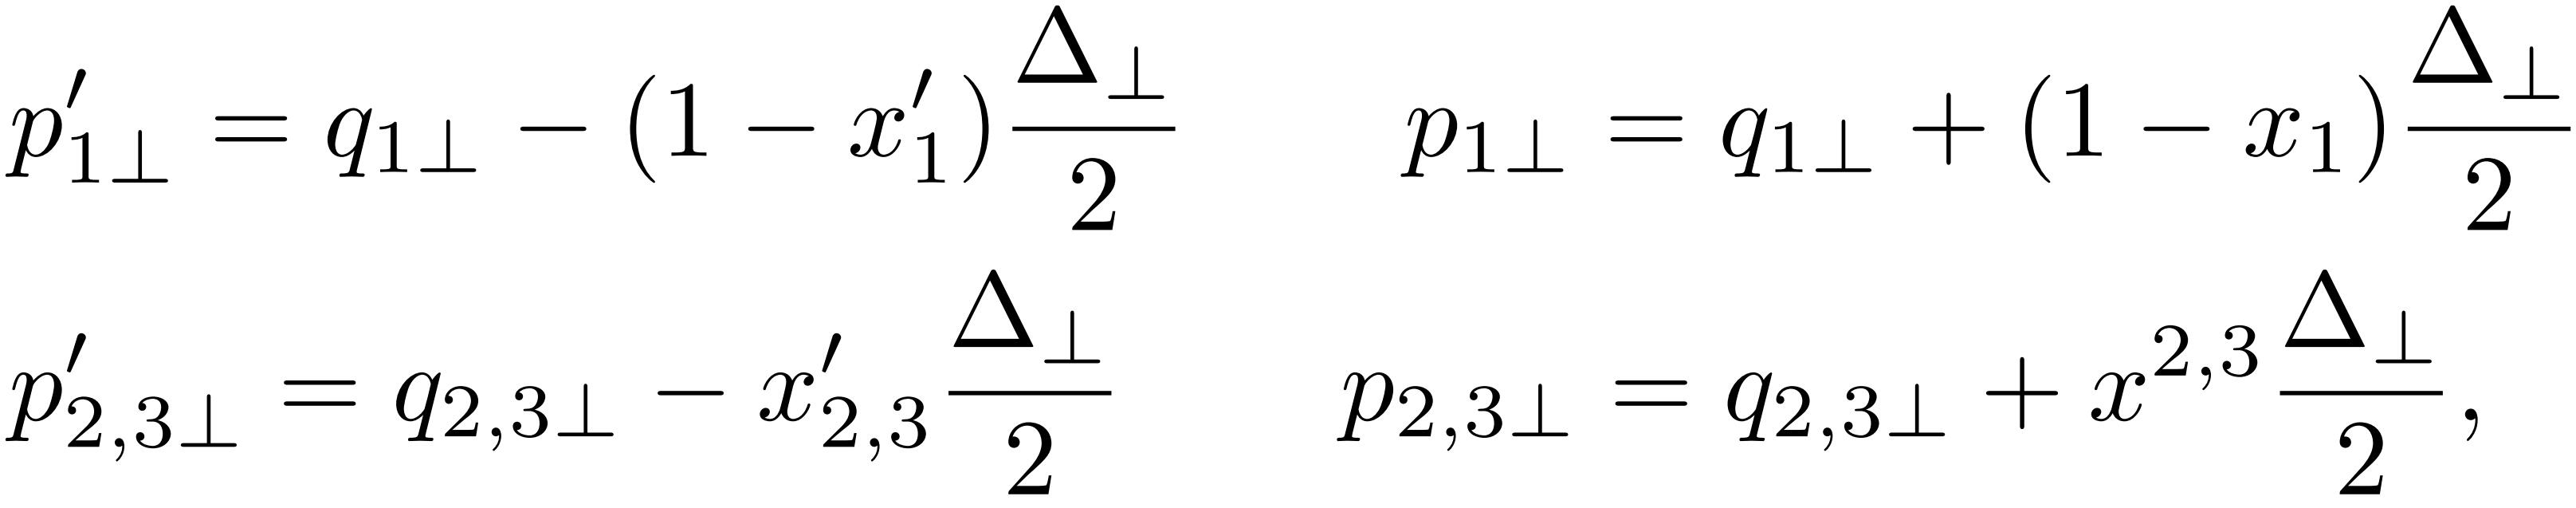 $p'_{1\perp} = q_{1\perp} - (1 - x'_1)\frac{\Delta_\perp}{2} \qquad p_{1\perp} = q_{1\perp} + (1 - x_1)\frac{\Delta_\perp}{2}$
$p'_{2,3\perp} = q_{2,3\perp} - x'_{2,3}\frac{\Delta_\perp}{2} \qquad p_{2,3\perp} = q_{2,3\perp} + x^{2,3}\frac{\Delta_\perp}{2},$